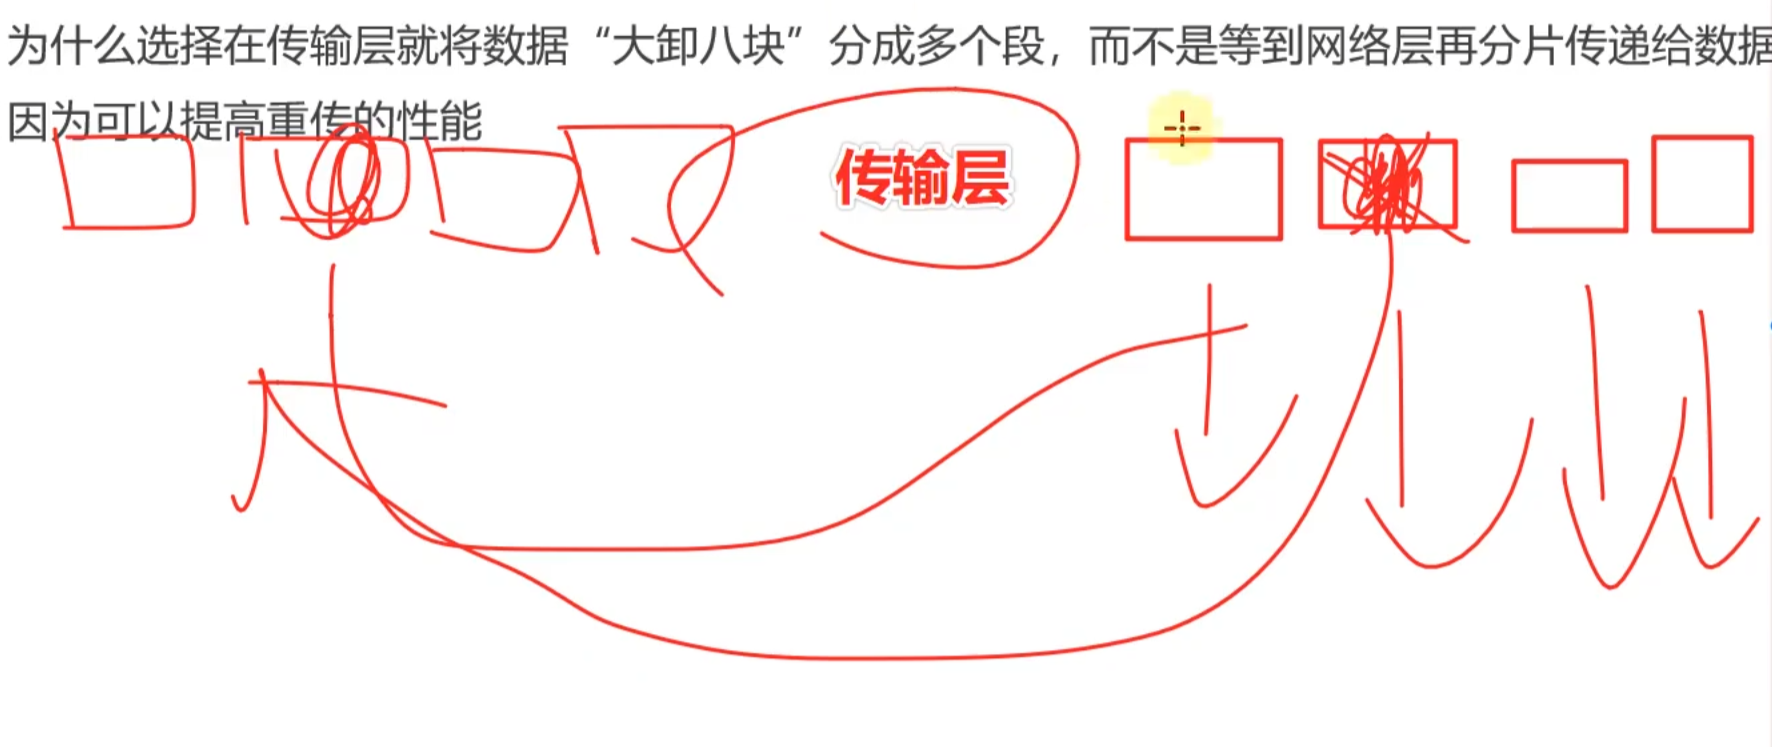 为什么选择在传输层就将数据“大卸八块”分成多个段，而不是等到网络层再分片传递给数据
因为可以提高重传的性能
传输层